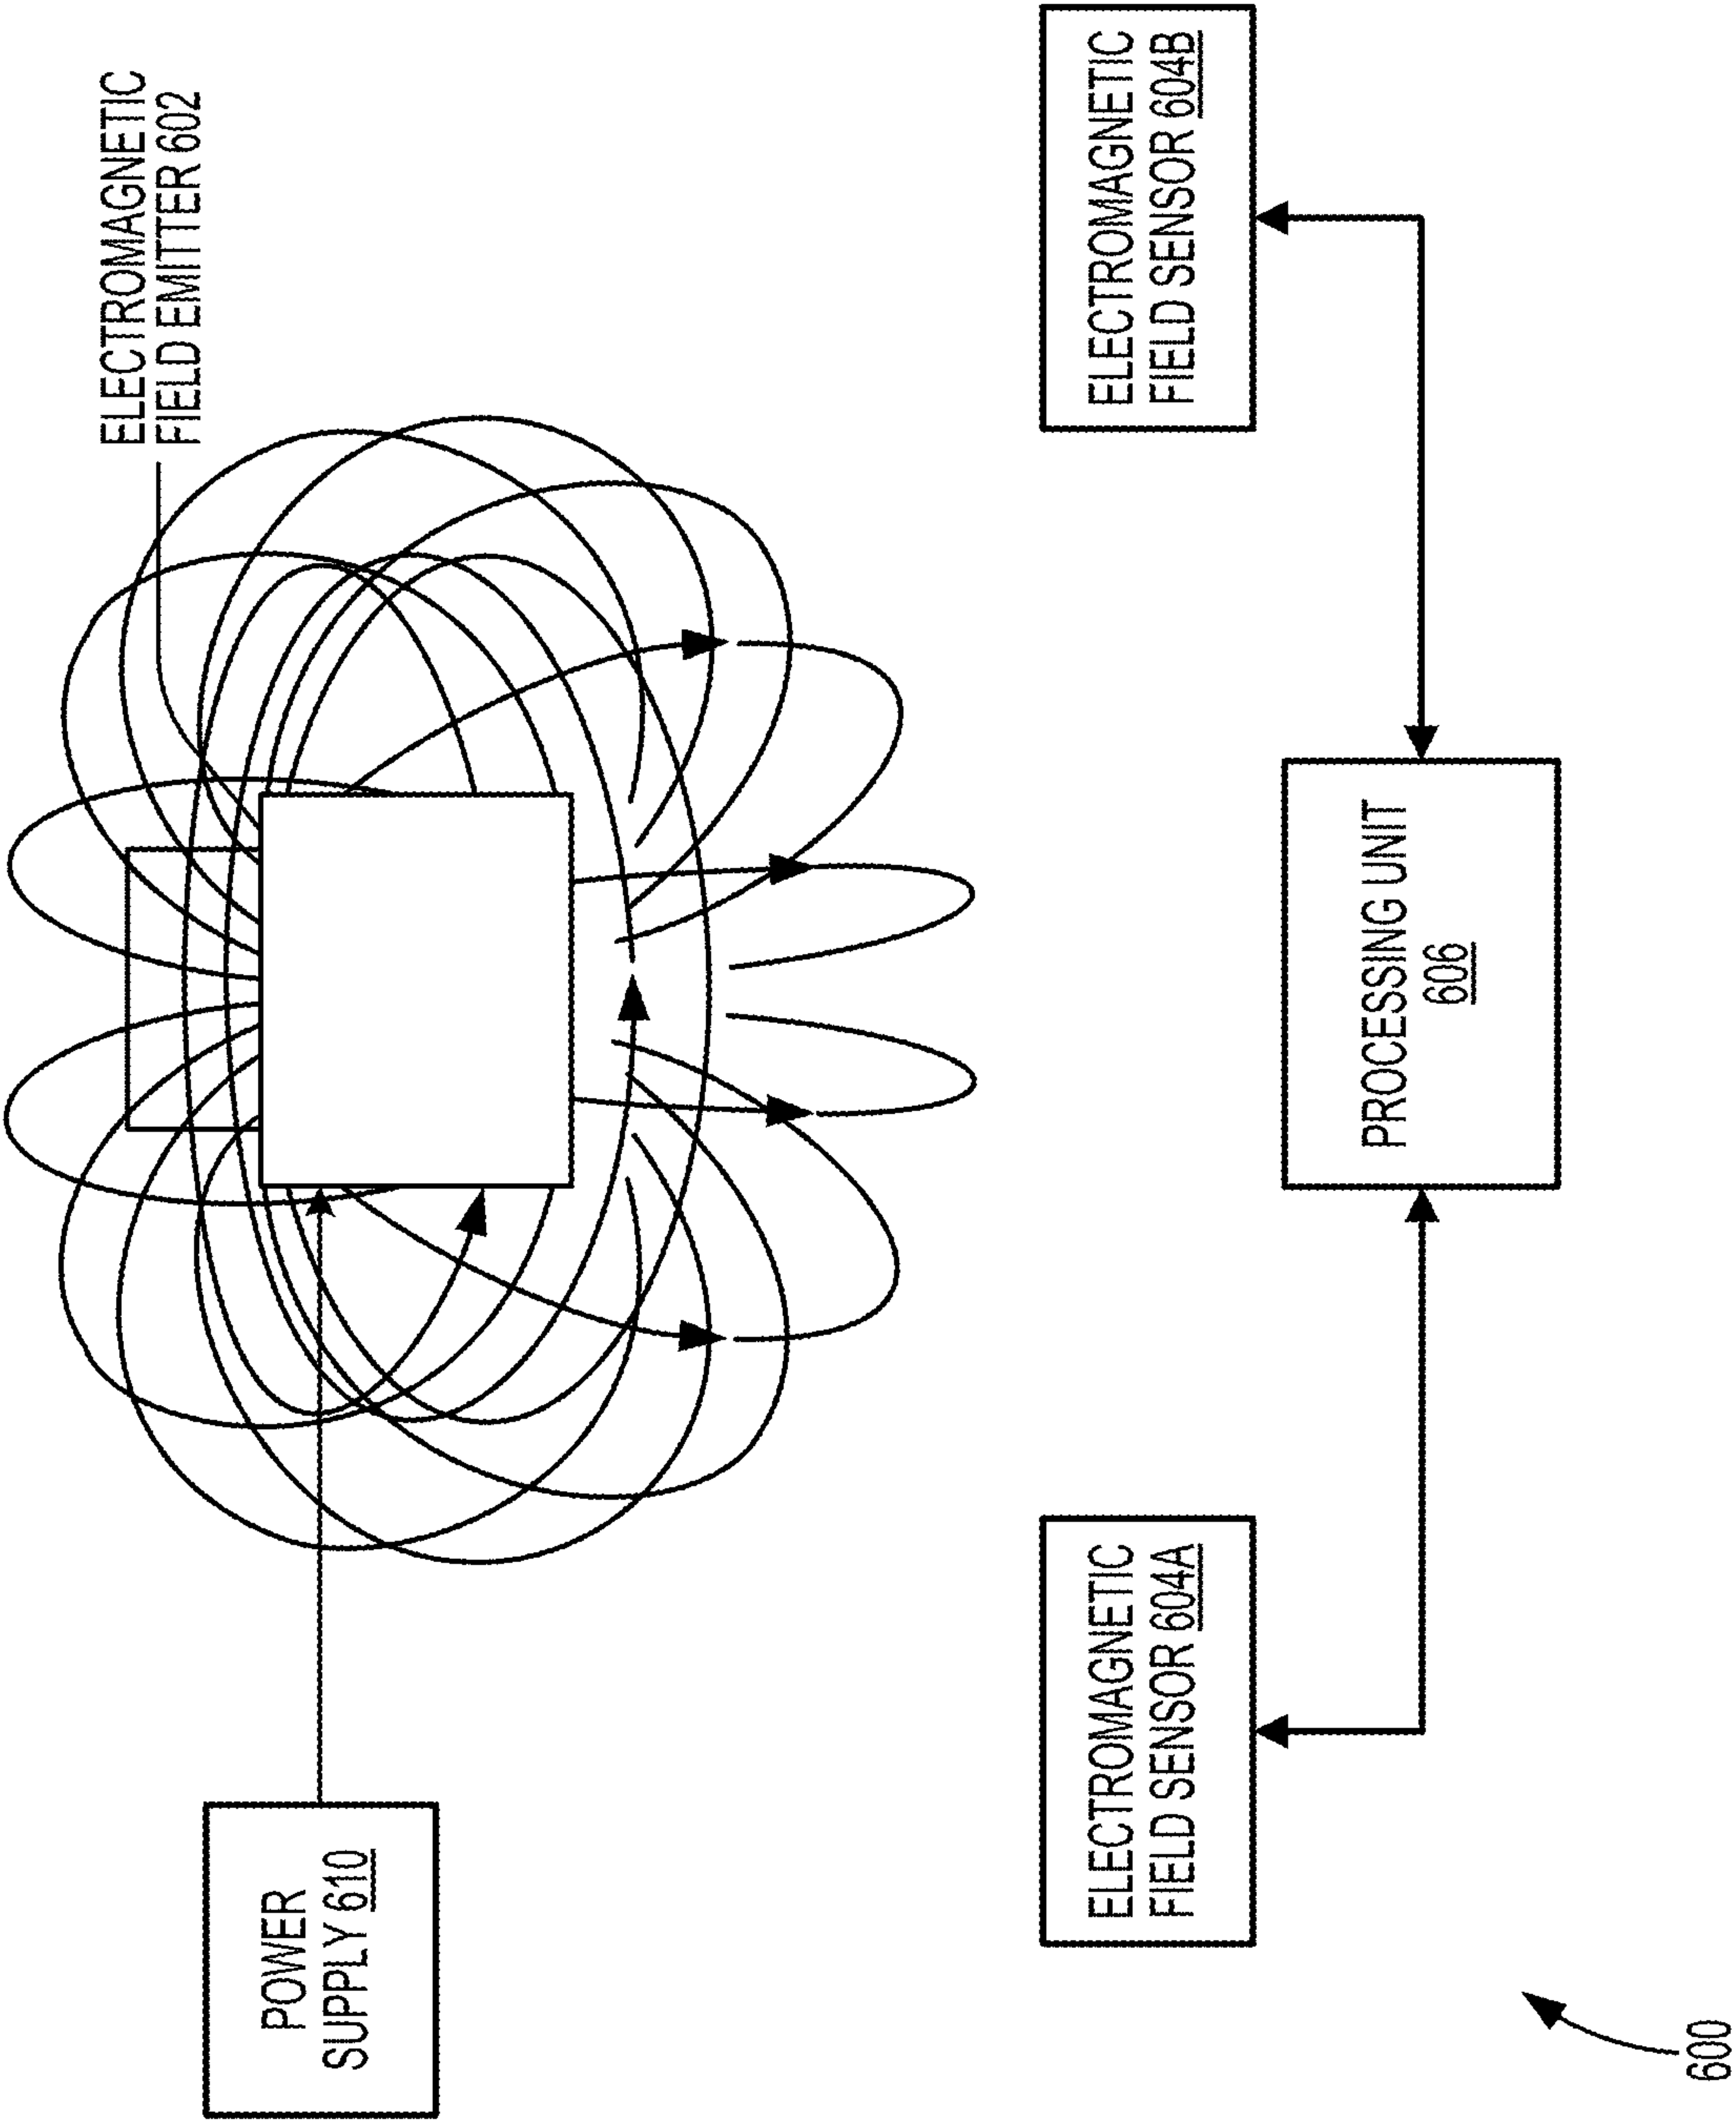 ELECTROMAGNETIC
FIELD EMITTER 602
POWER
SUPPLY 610
ELECTROMAGNETIC
FIELD SENSOR 604A
ELECTROMAGNETIC
FIELD SENSOR 604B
PROCESSING UNIT
606
600